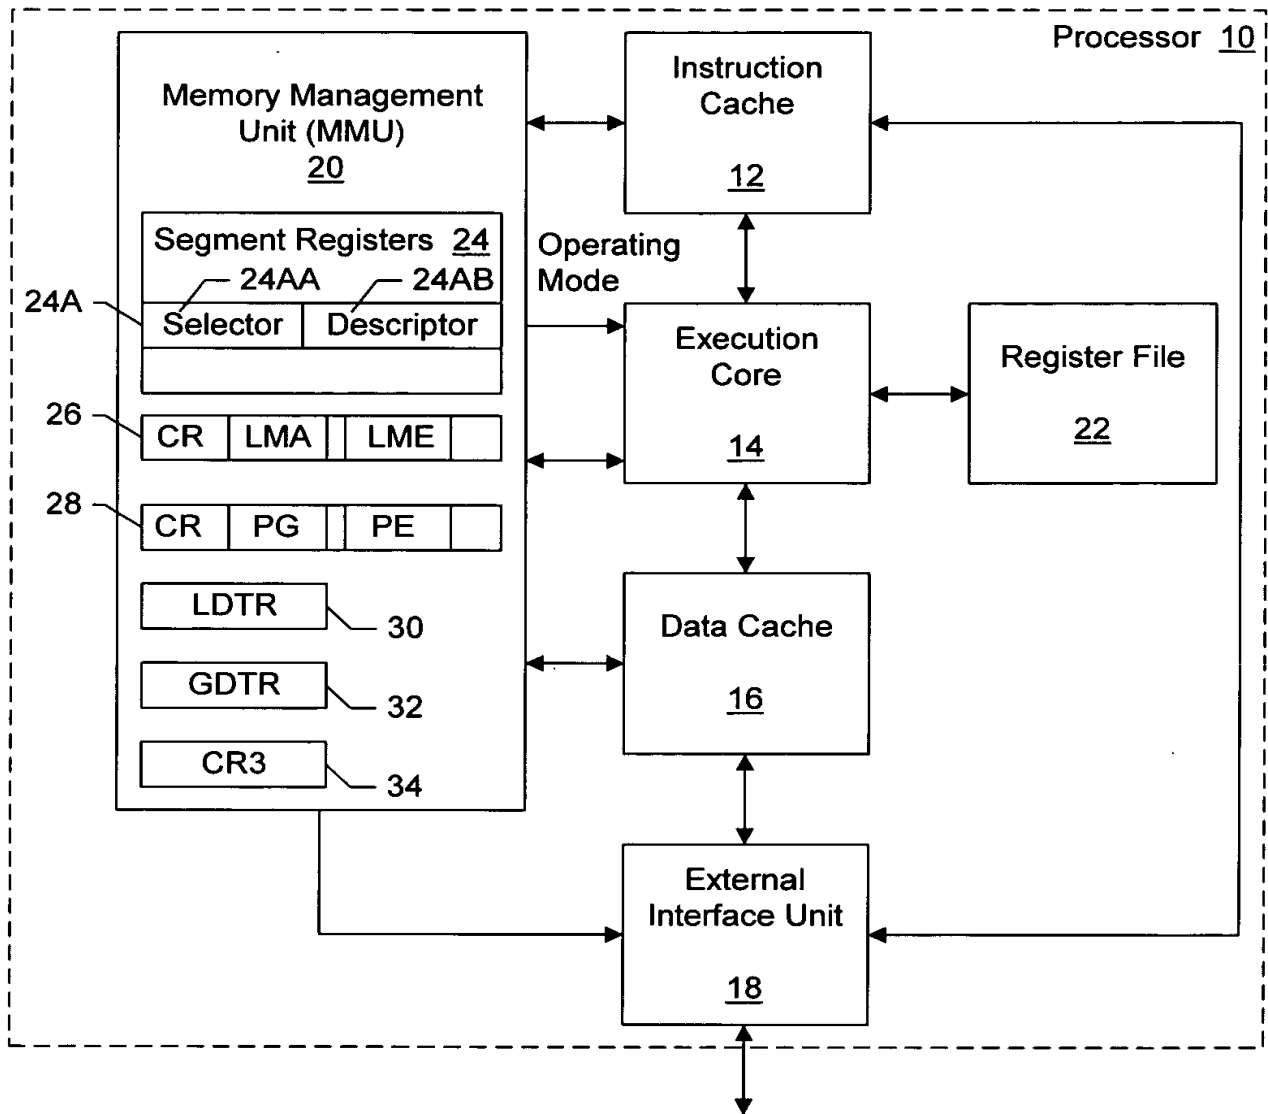 Processor 10
Memory Management
Unit (MMU)
20
Segment Registers 24
24AA
24AB
24A
Selector
Descriptor
26
CR
LMA
LME
28
CR
PG
PE
LDTR
30
GDTR
32
CR3
34
Operating
Mode
Instruction
Cache
12
Execution
Core
14
Register File
22
Data Cache
16
External
Interface Unit
18